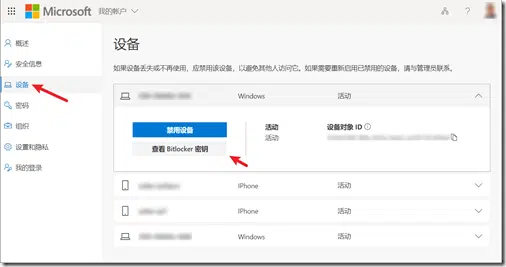 Microsoft 我的帐户
概述
安全信息
设备
密码
组织
设置和隐私
我的登录
设备
如果设备丢失或不再使用，应禁用该设备，以避免其他人访问它。如果需要重新启用已禁用的设备，请与管理员联系。
Windows 活动
禁用设备
查看 Bitlocker 密钥
活动
活动
设备对象 ID
IPhone 活动
IPhone 活动
Windows 活动